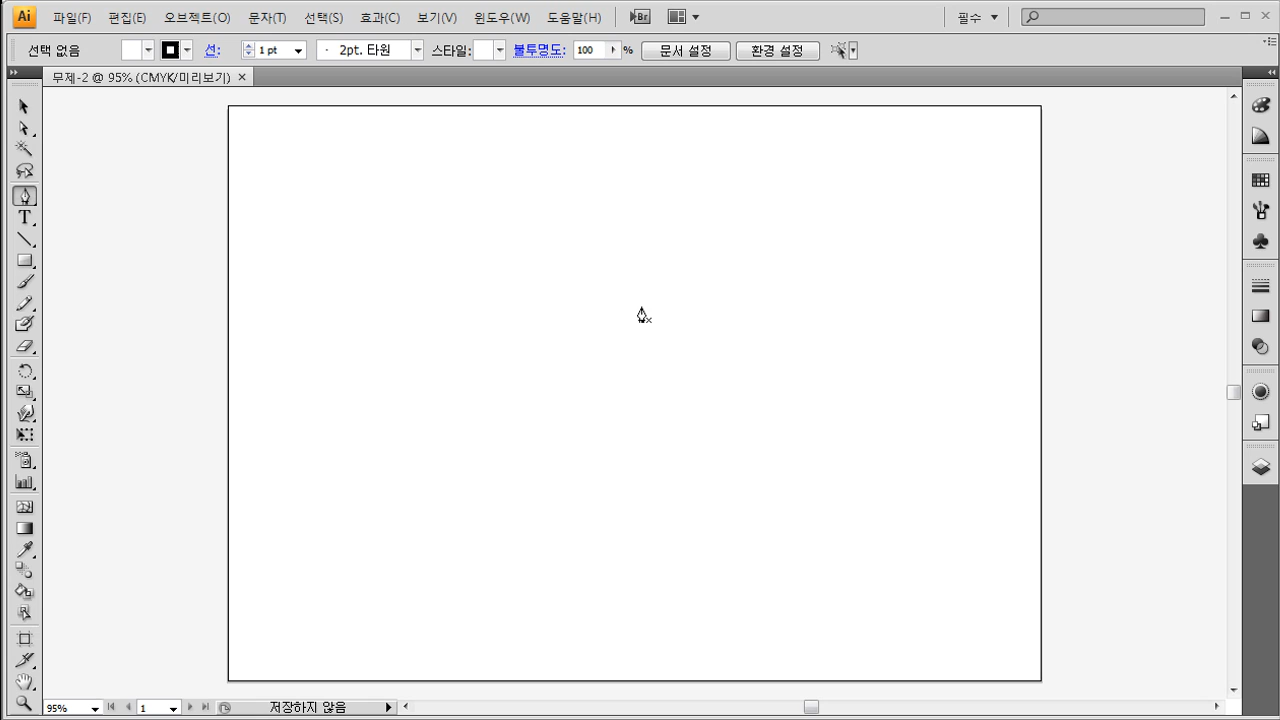 Ai 파일(F) 편집(E) 오브젝트(O) 문자(T) 선택(S) 효과(C) 보기(V) 윈도우(W) 도움말(H) Br 필수
선택 없음 선: 1 pt 2pt. 타원 스타일: 불투명도: 100 % 문서 설정 환경 설정
무제-2 @ 95% (CMYK/미리보기)
T
95% 1 저장하지 않음